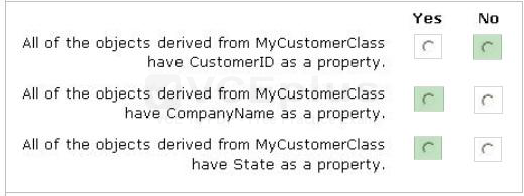 Yes No
All of the objects derived from MyCustomerClass
have CustomerID as a property.
All of the objects derived from MyCustomerClass
have CompanyName as a property.
All of the objects derived from MyCustomerClass
have State as a property.